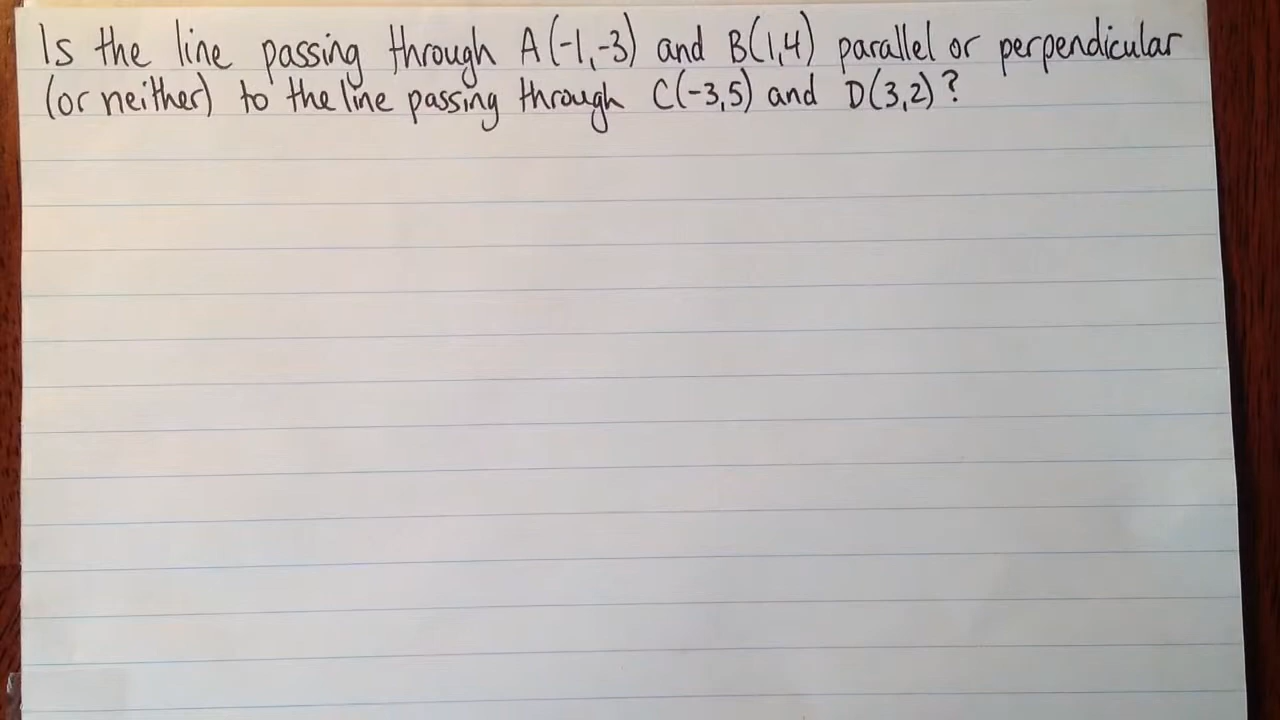 Is the line passing through A(-1,-3) and B(1,4) parallel or perpendicular
(or neither) to the line passing through C(-3,5) and D(3,2)?